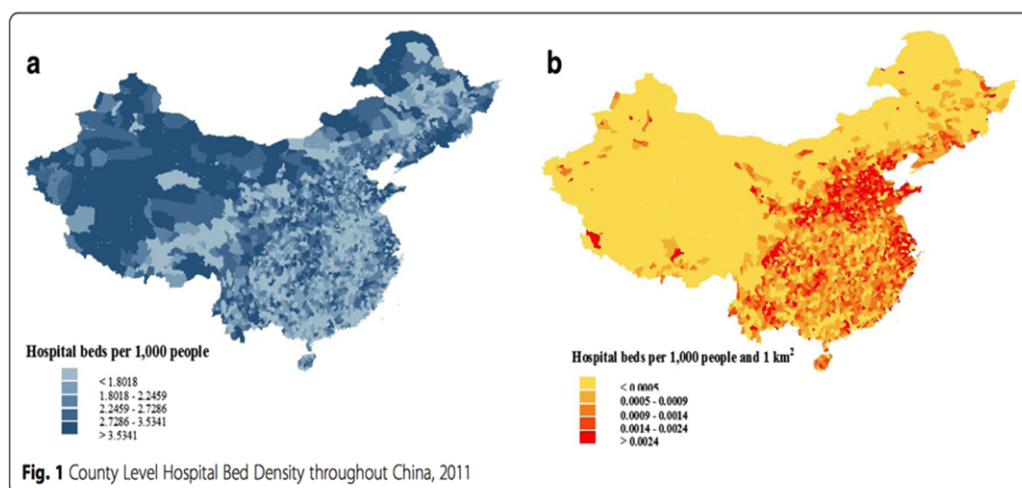 a
b
Hospital beds per 1,000 people
< 1.8018
1.8018 - 2.2459
2.2459 - 2.7286
2.7286 - 3.5341
> 3.5341
Hospital beds per 1,000 people and 1 km²
< 0.0005
0.0005 - 0.0009
0.0009 - 0.0014
0.0014 - 0.0024
> 0.0024
Fig. 1 County Level Hospital Bed Density throughout China, 2011